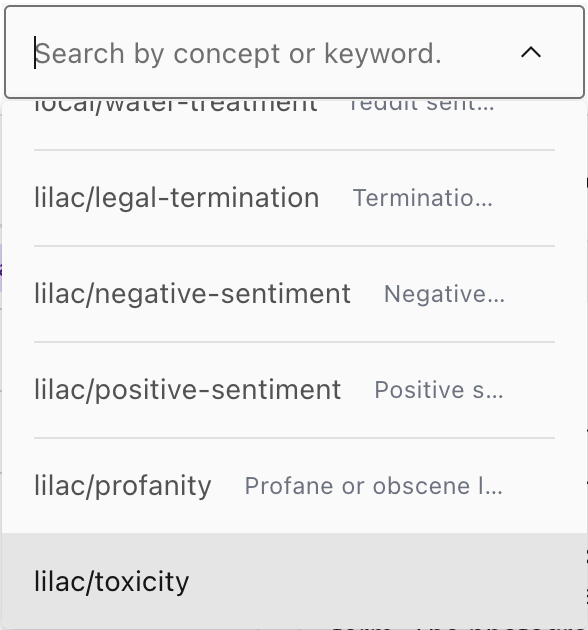 Search by concept or keyword.
local/water-treatment reddit sent...
lilac/legal-termination Terminatio...
lilac/negative-sentiment Negative...
lilac/positive-sentiment Positive s...
lilac/profanity Profane or obscene l...
lilac/toxicity